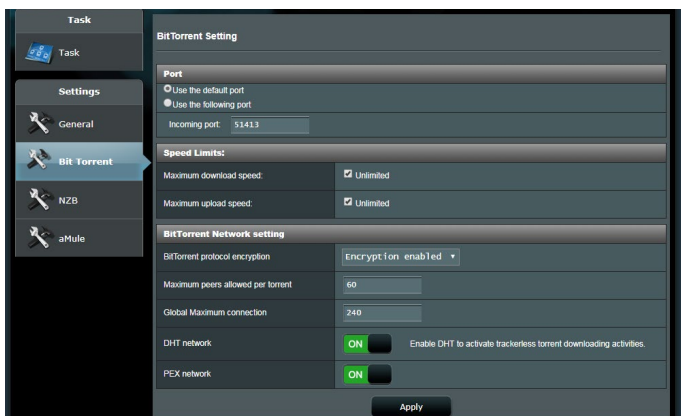 Task
Task
Settings
General
Bit Torrent
NZB
aMule
BitTorrent Setting
Port
Use the default port
Use the following port
Incoming port: 51413
Speed Limits:
Maximum download speed: Unlimited
Maximum upload speed: Unlimited
BitTorrent Network setting
BitTorrent protocol encryption Encryption enabled
Maximum peers allowed per torrent 60
Global Maximum connection 240
DHT network ON Enable DHT to activate trackerless torrent downloading activities.
PEX network ON
Apply